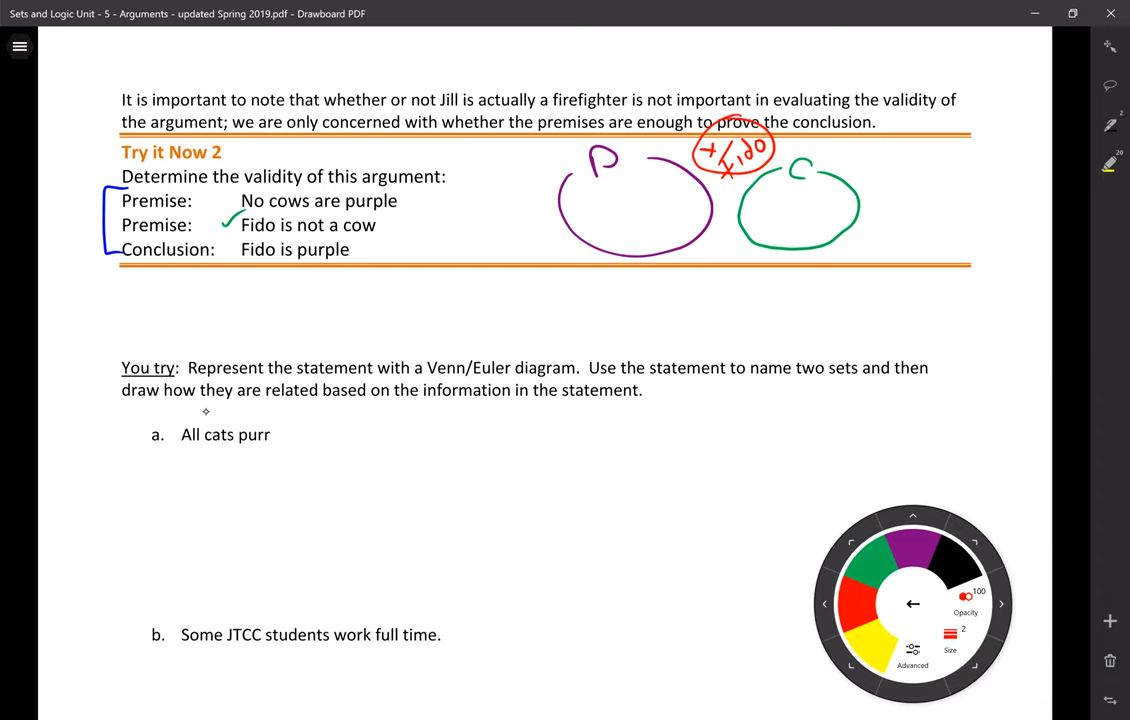 Sets and Logic Unit - 5 - Arguments - updated Spring 2019.pdf - Drawboard PDF
It is important to note that whether or not Jill is actually a firefighter is not important in evaluating the validity of
the argument; we are only concerned with whether the premises are enough to prove the conclusion.
Try it Now 2
Determine the validity of this argument:
Premise: No cows are purple
Premise: Fido is not a cow
Conclusion: Fido is purple
P
x Fido
C
You try: Represent the statement with a Venn/Euler diagram. Use the statement to name two sets and then
draw how they are related based on the information in the statement.
a. All cats purr
b. Some JTCC students work full time.
2
20
100
Opacity
2
Size
Advanced